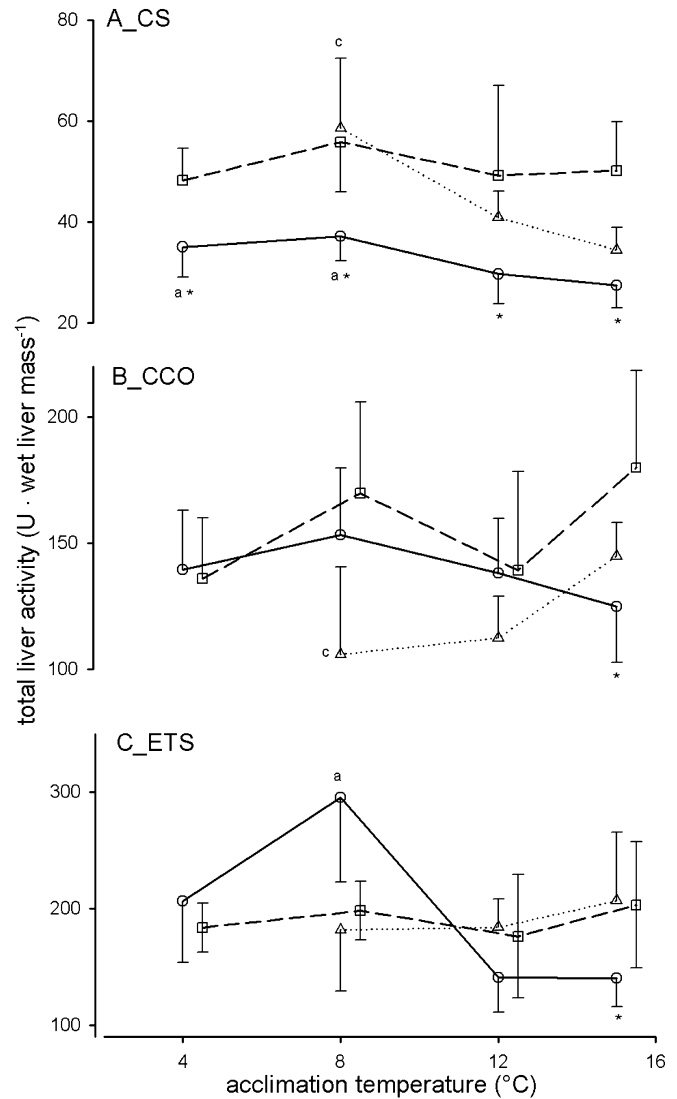 A_CS
80
60
40
20
c
a *
a *
*
*
B_CCO
200
150
100
c
*
C_ETS
300
200
100
a
*
4 8 12 16
acclimation temperature (°C)
total liver activity (U · wet liver mass⁻¹)